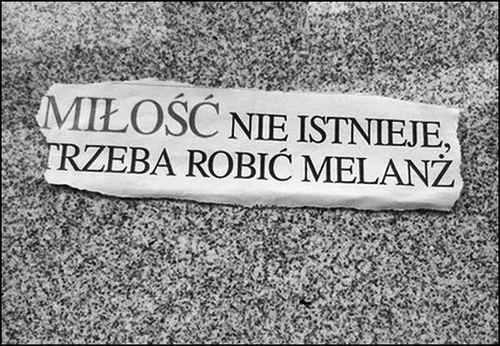 MIŁOŚĆ NIE ISTNIEJE,
TRZEBA ROBIĆ MELANŻ